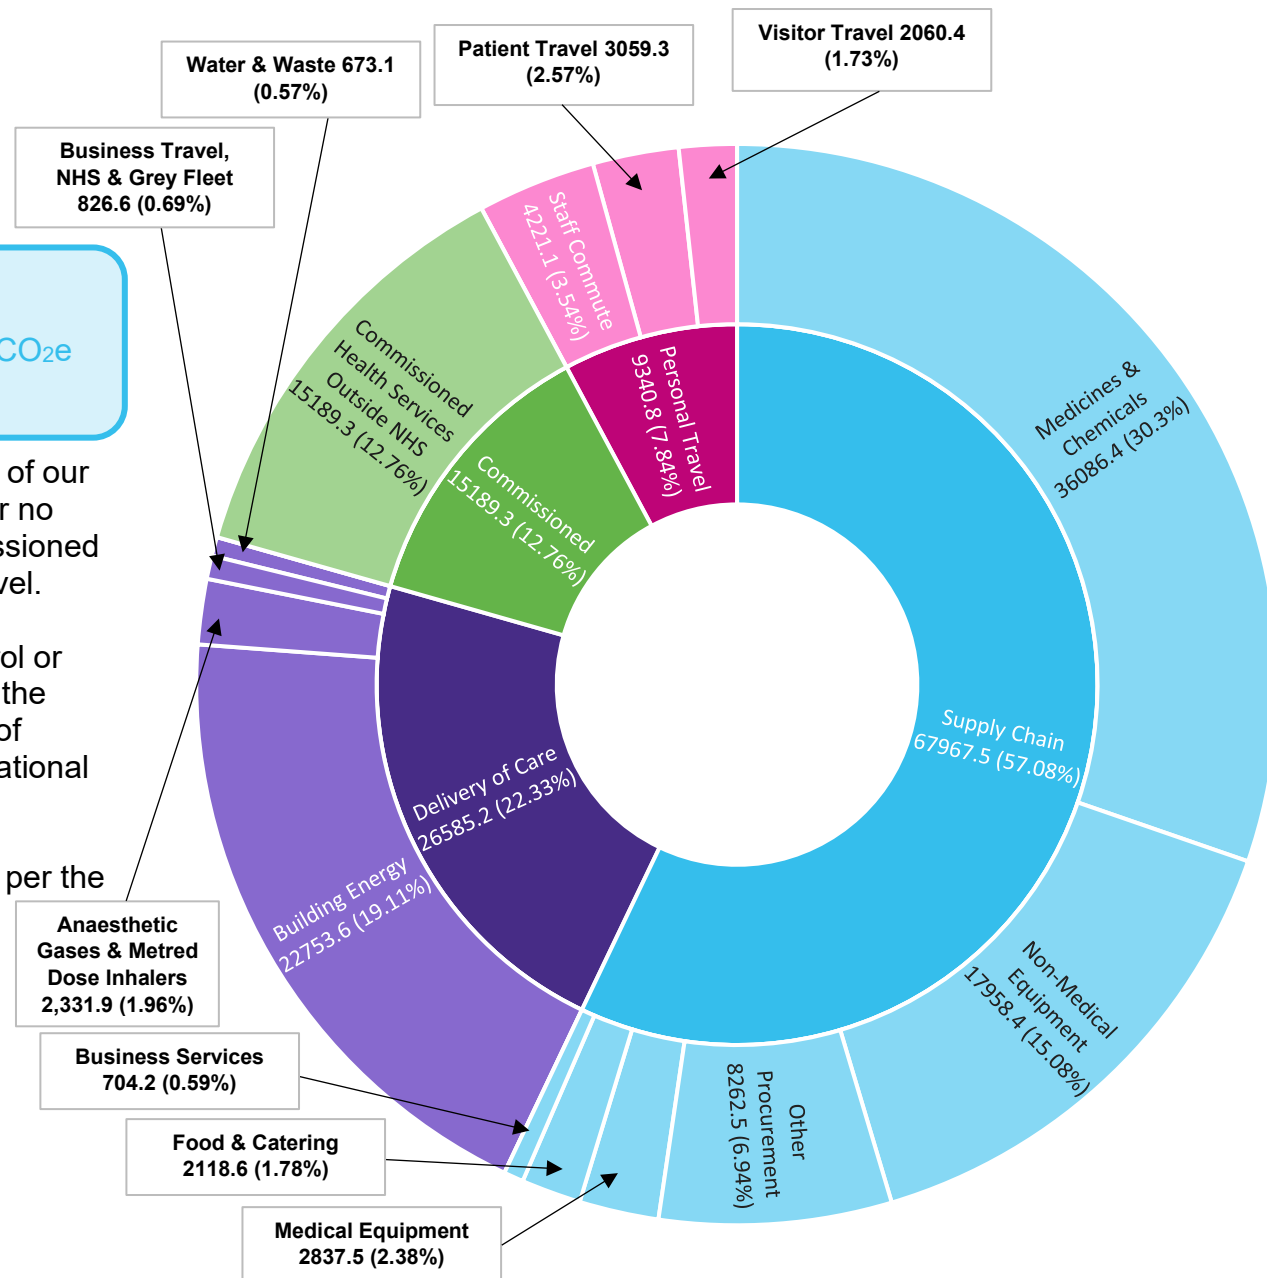 Visitor Travel 2060.4
(1.73%)
Patient Travel 3059.3
(2.57%)
Water & Waste 673.1
(0.57%)
Business Travel,
NHS & Grey Fleet
826.6 (0.69%)
CO2e
of our
r no
ssioned
vel.
ol or
the
of
ational
per the
Staff Commute
4221.1 (3.54%)
Personal Travel
9340.8 (7.84%)
Commissioned
Health Services
Outside NHS
15189.3 (12.76%)
Commissioned
15189.3 (12.76%)
Medicines &
Chemicals
36086.4 (30.3%)
Supply Chain
67967.5 (57.08%)
Delivery of Care
26585.2 (22.33%)
Building Energy
22753.6 (19.11%)
Non-Medical
Equipment
17958.4 (15.08%)
Other
Procurement
8262.5 (6.94%)
Anaesthetic
Gases & Metred
Dose Inhalers
2,331.9 (1.96%)
Business Services
704.2 (0.59%)
Food & Catering
2118.6 (1.78%)
Medical Equipment
2837.5 (2.38%)